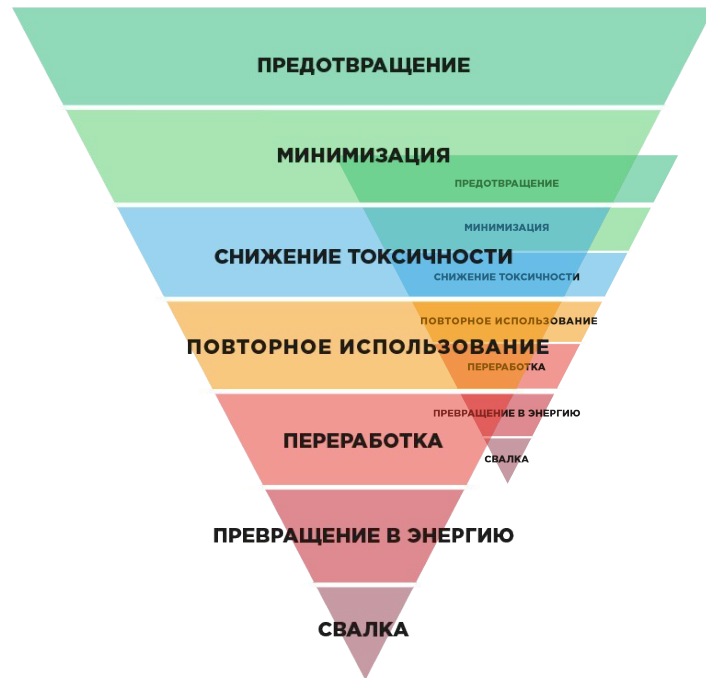 ПРЕДОТВРАЩЕНИЕ
МИНИМИЗАЦИЯ
СНИЖЕНИЕ ТОКСИЧНОСТИ
ПОВТОРНОЕ ИСПОЛЬЗОВАНИЕ
ПЕРЕРАБОТКА
ПРЕВРАЩЕНИЕ В ЭНЕРГИЮ
СВАЛКА
ПРЕДОТВРАЩЕНИЕ
МИНИМИЗАЦИЯ
СНИЖЕНИЕ ТОКСИЧНОСТИ
ПОВТОРНОЕ ИСПОЛЬЗОВАНИЕ
ПЕРЕРАБОТКА
ПРЕВРАЩЕНИЕ В ЭНЕРГИЮ
СВАЛКА